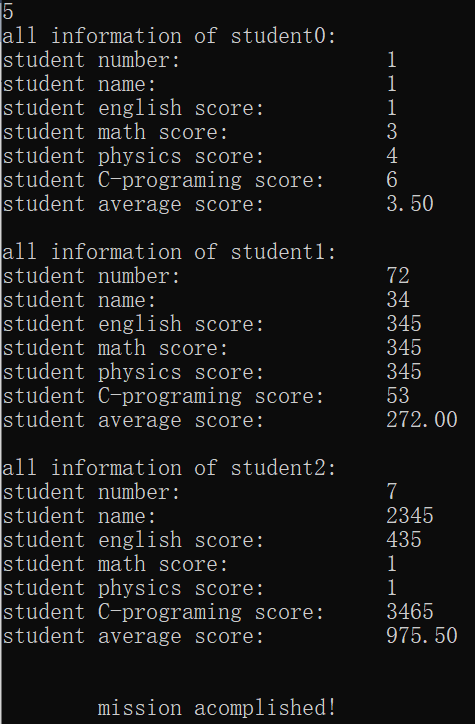 5
all information of student0:
student number: 1
student name: 1
student english score: 1
student math score: 3
student physics score: 4
student C-programing score: 6
student average score: 3.50
all information of student1:
student number: 72
student name: 34
student english score: 345
student math score: 345
student physics score: 345
student C-programing score: 53
student average score: 272.00
all information of student2:
student number: 7
student name: 2345
student english score: 435
student math score: 1
student physics score: 1
student C-programing score: 3465
student average score: 975.50
mission acomplished!